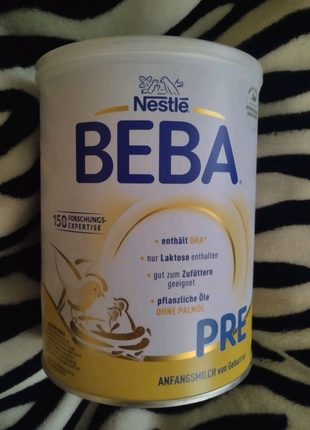 Nestlé
BEBA
150 FORSCHUNGS-
EXPERTISE
enthält DHA*
nur Laktose enthalten
gut zum Zufüttern
geeignet
pflanzliche Öle
OHNE PALMÖL
PRE
ANFANGSMILCH von Geburt an